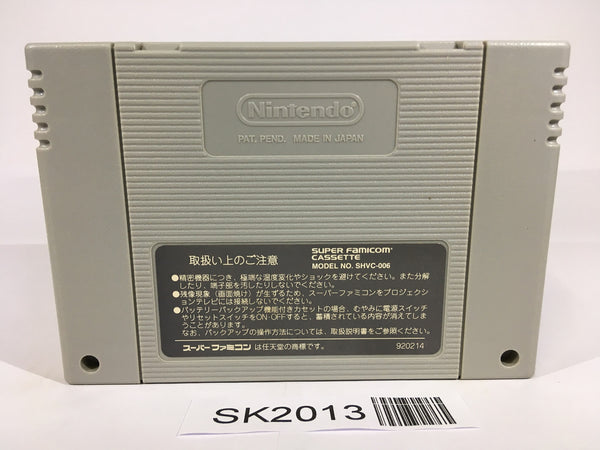 Nintendo
PAT, PEND. MADE IN JAPAN
取扱い上のご注意
SUPER FAMICOM
CASSETTE
MODEL NO. SHVC-006
●精密機器につき、極端な温度変化やショックを避けてください。また分解
したり、端子部を汚したりしないでください。
●残像現象（画面焼け）が生ずるため、スーパーファミコンをプロジェクシ
ョンテレビには接続しないでください。
●バッテリーバックアップ機能付きカセットの場合、むやみに電源スイッチ
やリセットスイッチをON-OFFすると、蓄積されている内容が消えてしま
うことがあります。
なお、バックアップの操作方法については、取扱説明書をご参照ください。
スーパーファミコンは任天堂の商標です。
920214
SK2013